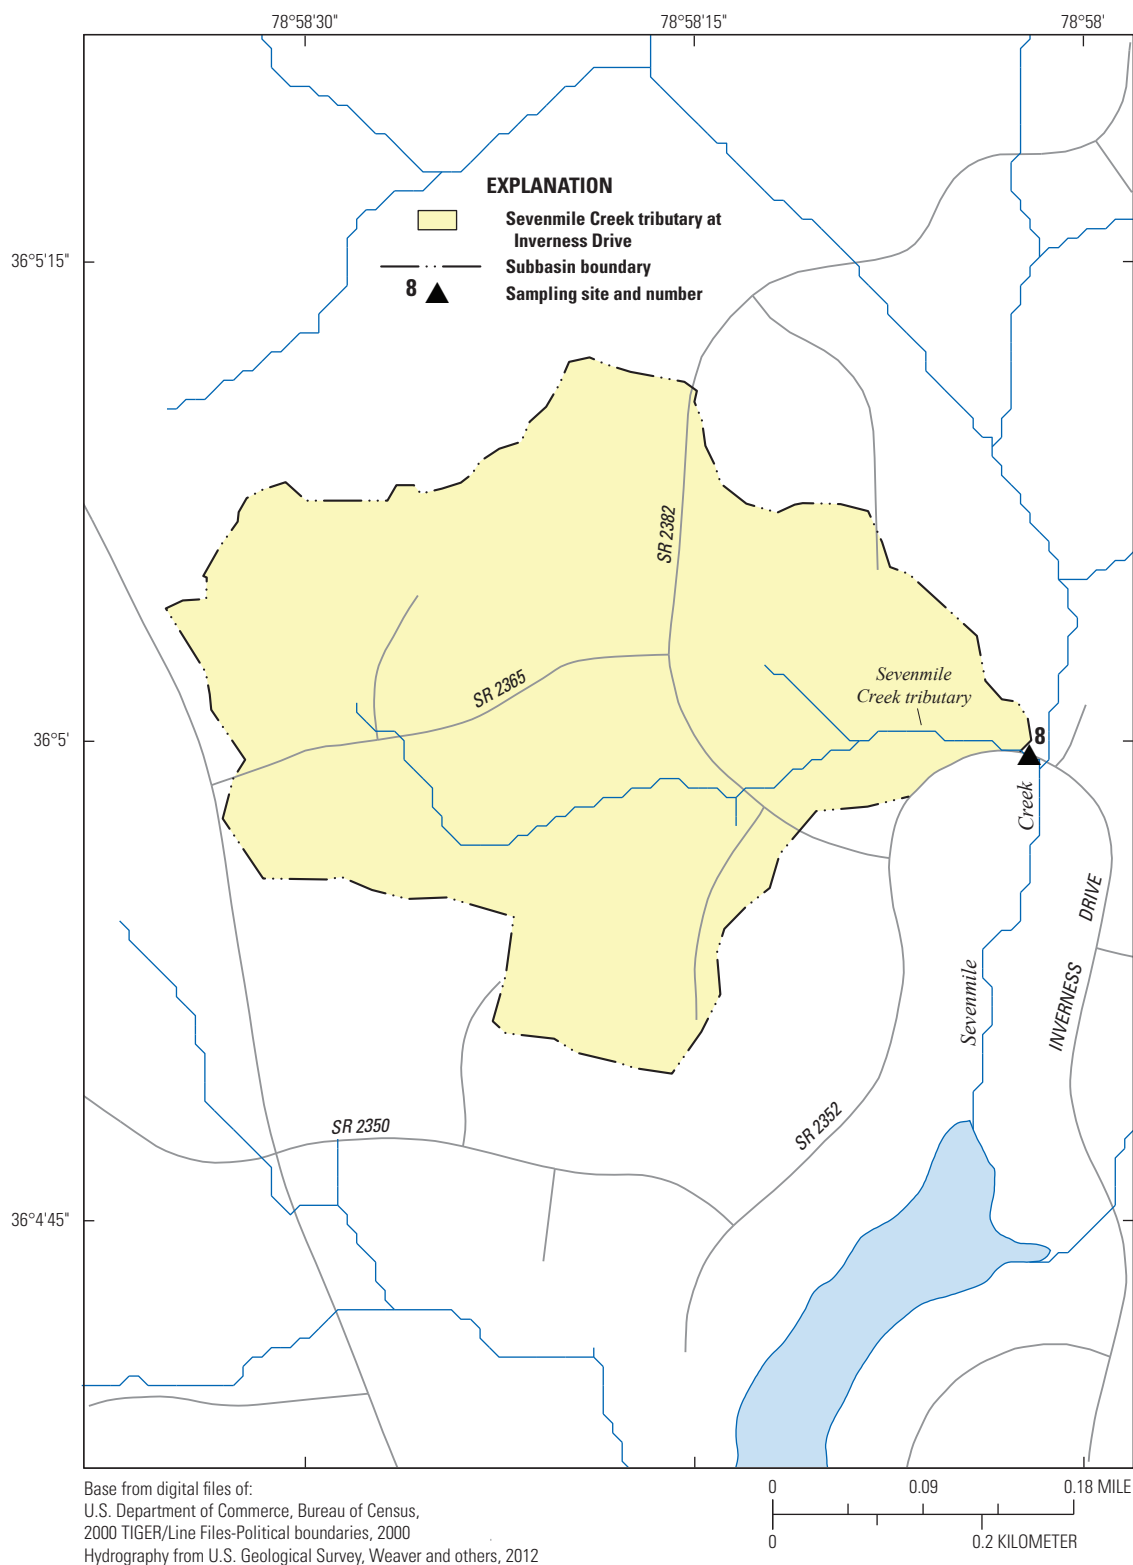 78°58'30"
78°58'15"
78°58'
EXPLANATION
Sevenmile Creek tributary at
Inverness Drive
36°5'15"
Subbasin boundary
8
Sampling site and number
SR 2382
SR 2365
Sevenmile
Creek tributary
36°5'
8
Creek
DRIVE
Sevenmile
INVERNESS
SR 2350
SR 2352
36°4'45"
Base from digital files of:
U.S. Department of Commerce, Bureau of Census,
2000 TIGER/Line Files-Political boundaries, 2000
Hydrography from U.S. Geological Survey, Weaver and others, 2012
0 0.09 0.18 MILE
0 0.2 KILOMETER